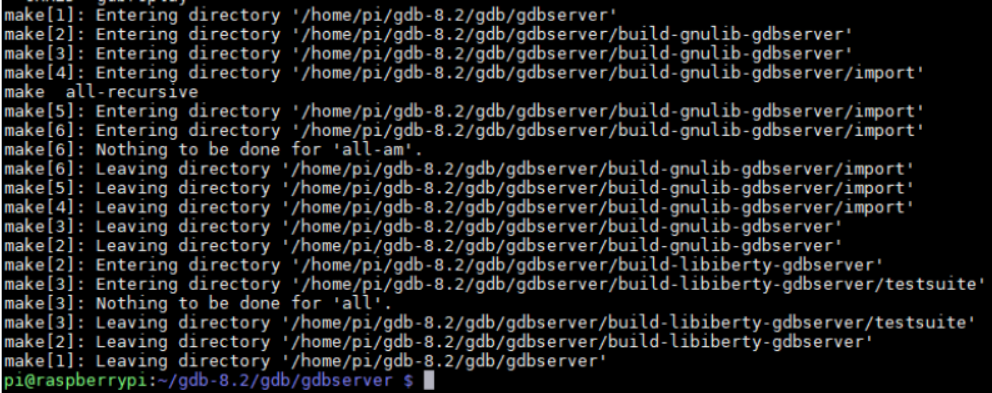 make[1]: Entering directory '/home/pi/gdb-8.2/gdb/gdbserver'
make[2]: Entering directory '/home/pi/gdb-8.2/gdb/gdbserver/build-gnulib-gdbserver'
make[3]: Entering directory '/home/pi/gdb-8.2/gdb/gdbserver/build-gnulib-gdbserver'
make[4]: Entering directory '/home/pi/gdb-8.2/gdb/gdbserver/build-gnulib-gdbserver/import'
make  all-recursive
make[5]: Entering directory '/home/pi/gdb-8.2/gdb/gdbserver/build-gnulib-gdbserver/import'
make[6]: Entering directory '/home/pi/gdb-8.2/gdb/gdbserver/build-gnulib-gdbserver/import'
make[6]: Nothing to be done for 'all-am'.
make[6]: Leaving directory '/home/pi/gdb-8.2/gdb/gdbserver/build-gnulib-gdbserver/import'
make[5]: Leaving directory '/home/pi/gdb-8.2/gdb/gdbserver/build-gnulib-gdbserver/import'
make[4]: Leaving directory '/home/pi/gdb-8.2/gdb/gdbserver/build-gnulib-gdbserver/import'
make[3]: Leaving directory '/home/pi/gdb-8.2/gdb/gdbserver/build-gnulib-gdbserver'
make[2]: Leaving directory '/home/pi/gdb-8.2/gdb/gdbserver/build-gnulib-gdbserver'
make[2]: Entering directory '/home/pi/gdb-8.2/gdb/gdbserver/build-libiberty-gdbserver'
make[3]: Entering directory '/home/pi/gdb-8.2/gdb/gdbserver/build-libiberty-gdbserver/testsuite'
make[3]: Nothing to be done for 'all'.
make[3]: Leaving directory '/home/pi/gdb-8.2/gdb/gdbserver/build-libiberty-gdbserver/testsuite'
make[2]: Leaving directory '/home/pi/gdb-8.2/gdb/gdbserver/build-libiberty-gdbserver'
make[1]: Leaving directory '/home/pi/gdb-8.2/gdb/gdbserver'
pi@raspberrypi:~/gdb-8.2/gdb/gdbserver $